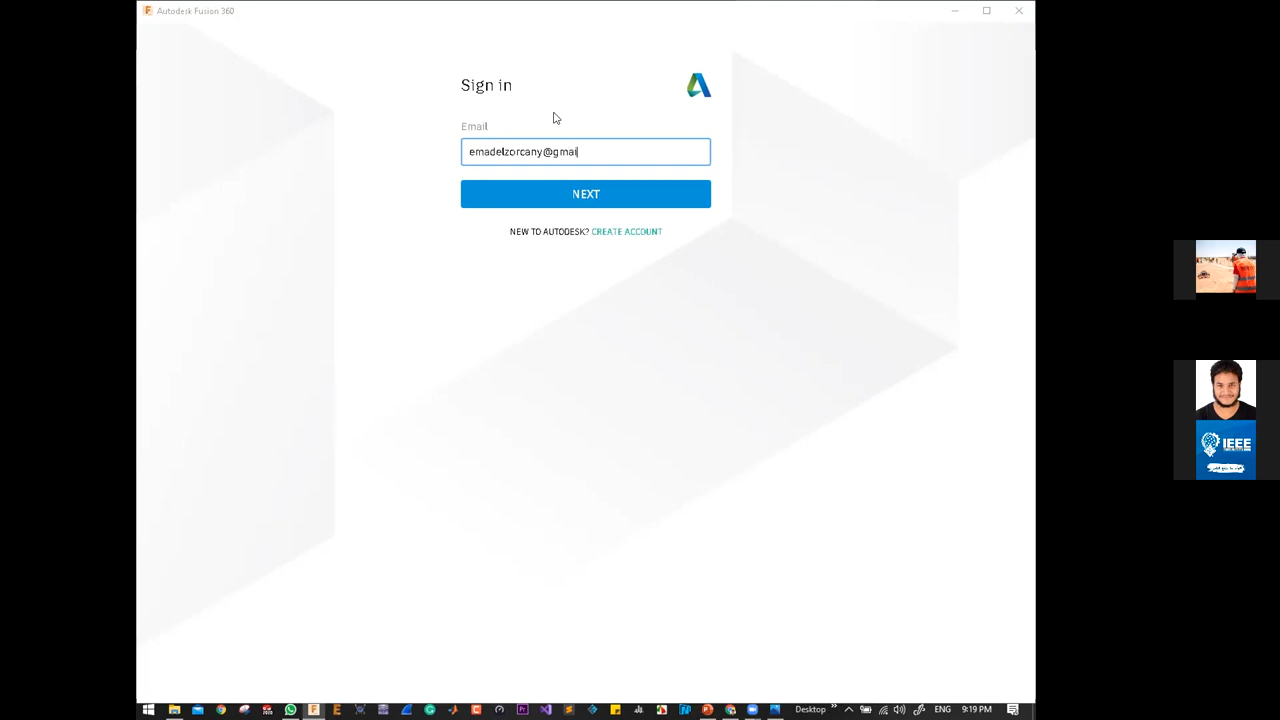 Autodesk Fusion 360
Sign in
Email
emadelzorcany@gmai
NEXT
NEW TO AUTODESK? CREATE ACCOUNT
IEEE
Desktop
ENG
9:19 PM